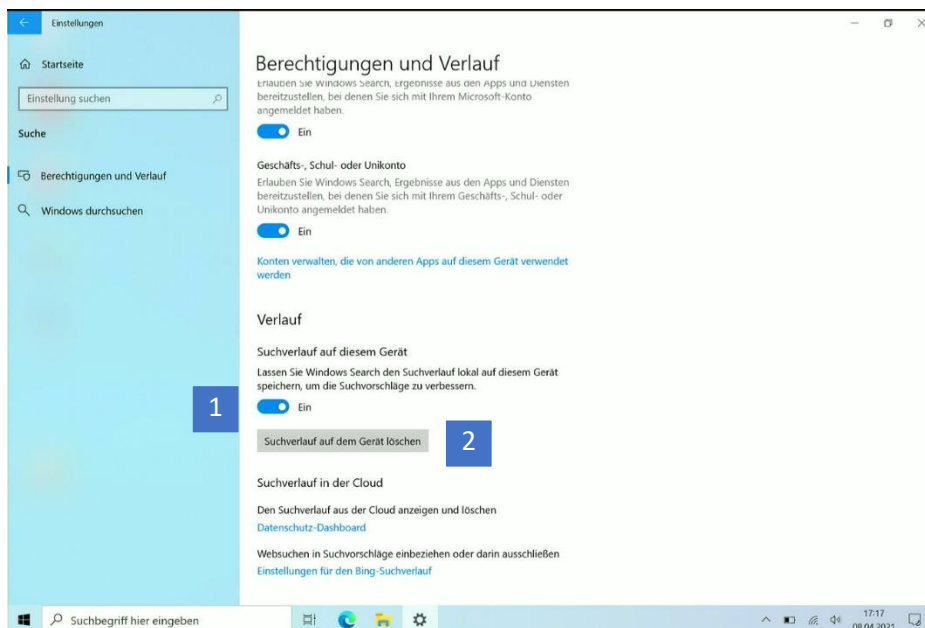 Einstellungen
Startseite
Einstellung suchen
Suche
Berechtigungen und Verlauf
Windows durchsuchen
Berechtigungen und Verlauf
Erlauben Sie Windows Search, Ergebnisse aus den Apps und Diensten
bereitzustellen, bei denen Sie sich mit Ihrem Microsoft-Konto
angemeldet haben.
Ein
Geschäfts-, Schul- oder Unikonto
Erlauben Sie Windows Search, Ergebnisse aus den Apps und Diensten
bereitzustellen, bei denen Sie sich mit Ihrem Geschäfts-, Schul- oder
Unikonto angemeldet haben.
Ein
Konten verwalten, die von anderen Apps auf diesem Gerät verwendet
werden
Verlauf
Suchverlauf auf diesem Gerät
Lassen Sie Windows Search den Suchverlauf lokal auf diesem Gerät
speichern, um die Suchvorschläge zu verbessern.
1
Ein
Suchverlauf auf dem Gerät löschen
2
Suchverlauf in der Cloud
Den Suchverlauf aus der Cloud anzeigen und löschen
Datenschutz-Dashboard
Websuchen in Suchvorschläge einbeziehen oder darin ausschließen
Einstellungen für den Bing-Suchverlauf
Suchbegriff hier eingeben
17:17
08.04.2021